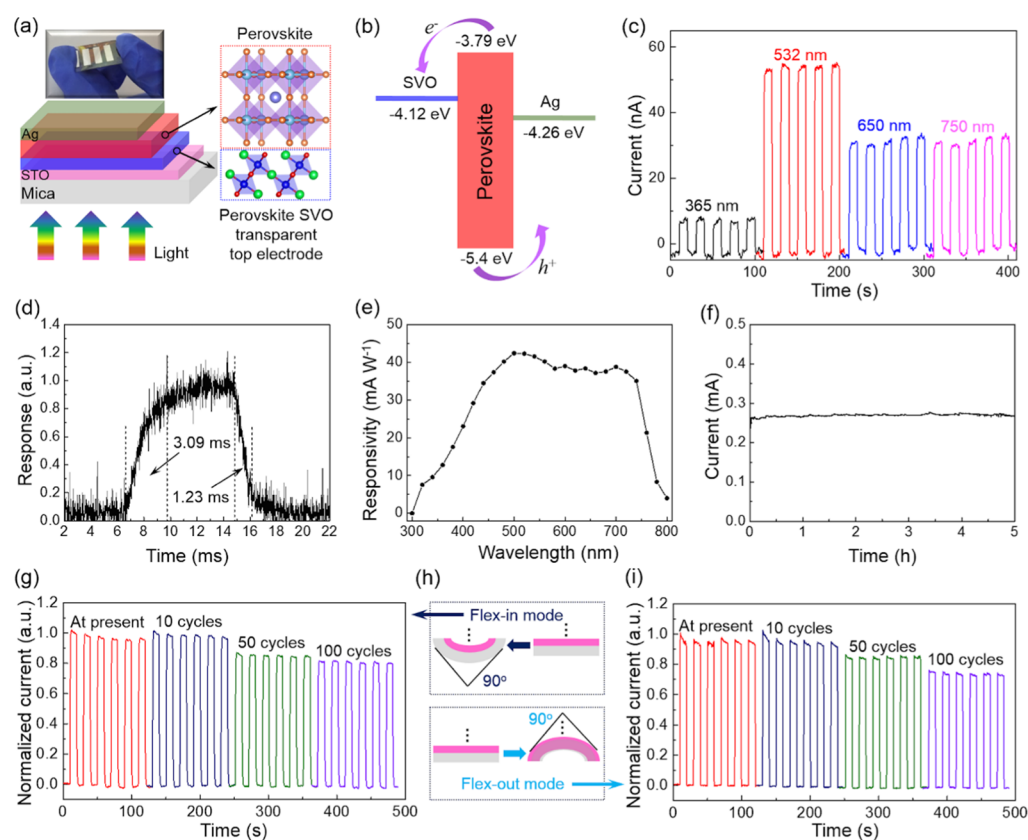 (a)
Perovskite
Ag
STO
Mica
Light
Perovskite SVO
transparent
top electrode
(b)
e-
-3.79 eV
SVO
-4.12 eV
Perovskite
Ag
-4.26 eV
-5.4 eV
h+
(c)
60
40
20
0
Current (nA)
365 nm
532 nm
650 nm
750 nm
0 100 200 300 400
Time (s)
(d)
1.4
1.2
1.0
0.8
0.6
0.4
0.2
0.0
Response (a.u.)
3.09 ms
1.23 ms
2 4 6 8 10 12 14 16 18 20 22
Time (ms)
(e)
50
40
30
20
10
0
Responsivity (mA W-1)
300 400 500 600 700 800
Wavelength (nm)
(f)
0.5
0.4
0.3
0.2
0.1
0.0
Current (mA)
0 1 2 3 4 5
Time (h)
(g)
1.2
1.0
0.8
0.6
0.4
0.2
0.0
Normalized current (a.u.)
At present
10 cycles
50 cycles
100 cycles
0 100 200 300 400 500
Time (s)
(h)
Flex-in mode
90°
90°
Flex-out mode
(i)
1.2
1.0
0.8
0.6
0.4
0.2
0.0
Normalized current (a.u.)
At present
10 cycles
50 cycles
100 cycles
0 100 200 300 400 500
Time (s)